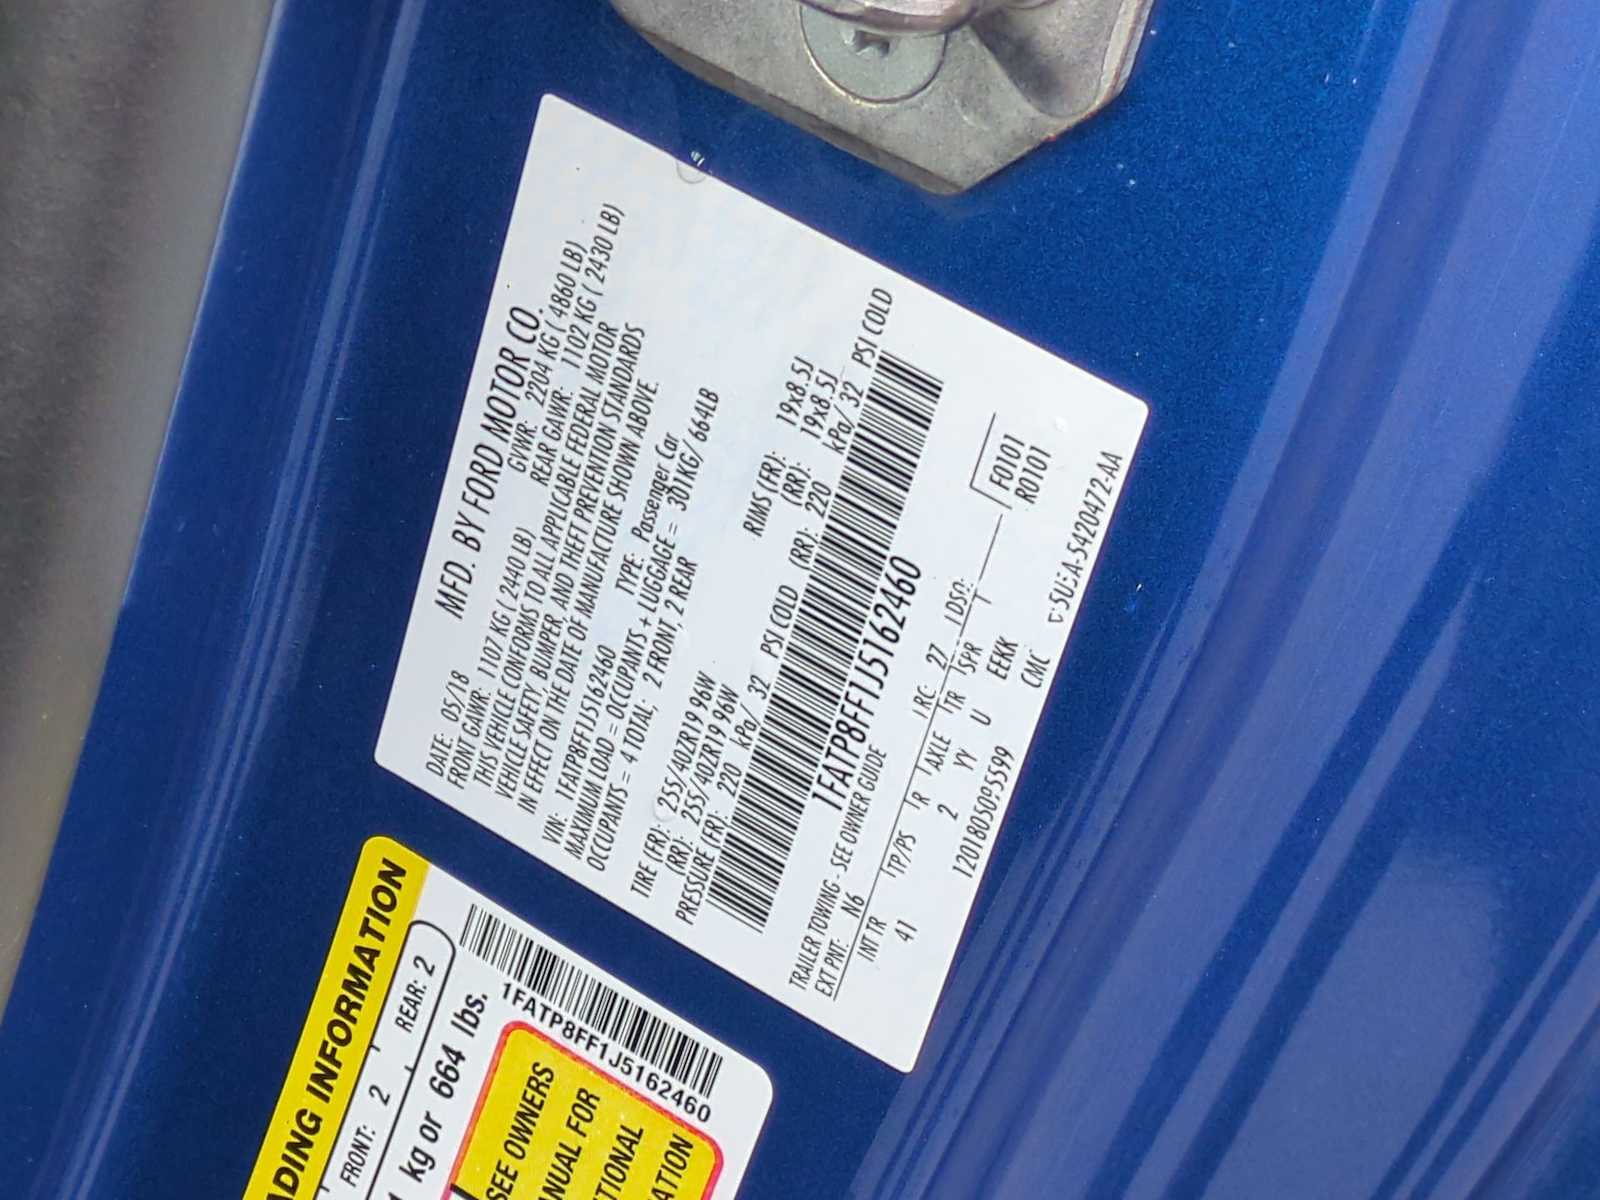 MFD. BY FORD MOTOR CO.
DATE: 05/18 GVWR: 2204 KG ( 4860 LB)
FRONT GAWR: 1107 KG ( 2440 LB) REAR GAWR: 1102 KG ( 2430 LB)
THIS VEHICLE CONFORMS TO ALL APPLICABLE FEDERAL MOTOR
VEHICLE SAFETY, BUMPER, AND THEFT PREVENTION STANDARDS
IN EFFECT ON THE DATE OF MANUFACTURE SHOWN ABOVE.
VIN: 1FATP8FF1J5162460 TYPE: Passenger Car
MAXIMUM LOAD = OCCUPANTS + LUGGAGE = 301KG/ 664LB
OCCUPANTS = 4 TOTAL; 2 FRONT, 2 REAR
TIRE (FR): 255/40ZR19 96W RIMS (FR): 19x8.5J
(RR): 255/40ZR19 96W (RR): 19x8.5J
PRESSURE (FR): 220 kPa/ 32 PSI COLD (RR): 220 kPa/ 32 PSI COLD
1FATP8FF1J5162460
TRAILER TOWING - SEE OWNER GUIDE
EXT PNT: N6 RC: 27 DSO: F0101
R0101
INT TR TP/PS R AXLE TR SPR T
41 2 YY U EEKK
CMC
5420472-AA
ADING INFORMATION
FRONT: 2 REAR: 2
kg or 664 lbs.
1FATP8FF1J5162460
SEE OWNERS
ANUAL FOR
TIONAL
ATION